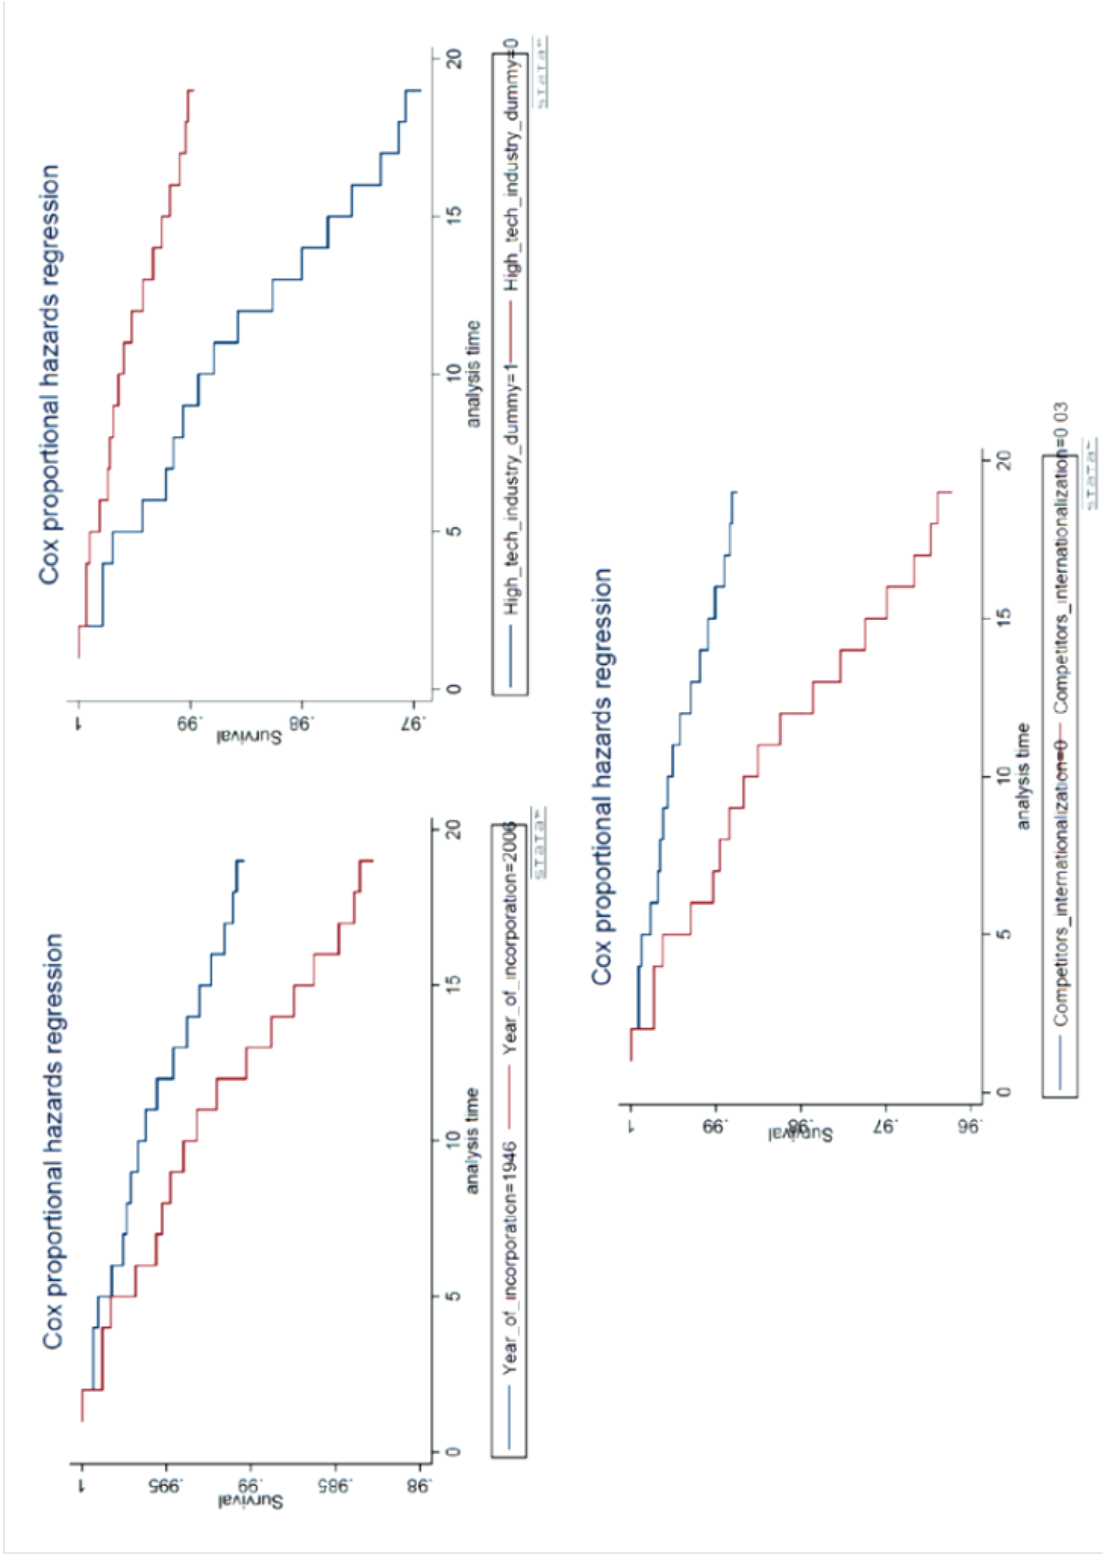 Cox proportional hazards regression
Survival
1
.995
.99
.985
.98
0
5
10
15
20
analysis time
Year_of_incorporation=1946
Year_of_incorporation=2006
Cox proportional hazards regression
Survival
1
.99
.98
.97
0
5
10
15
20
analysis time
High_tech_industry_dummy=1
High_tech_industry_dummy=0
Cox proportional hazards regression
Survival
1
.99
.98
.97
.96
0
5
10
15
20
analysis time
Competitors_internationalization=0
Competitors_internationalization=0 03